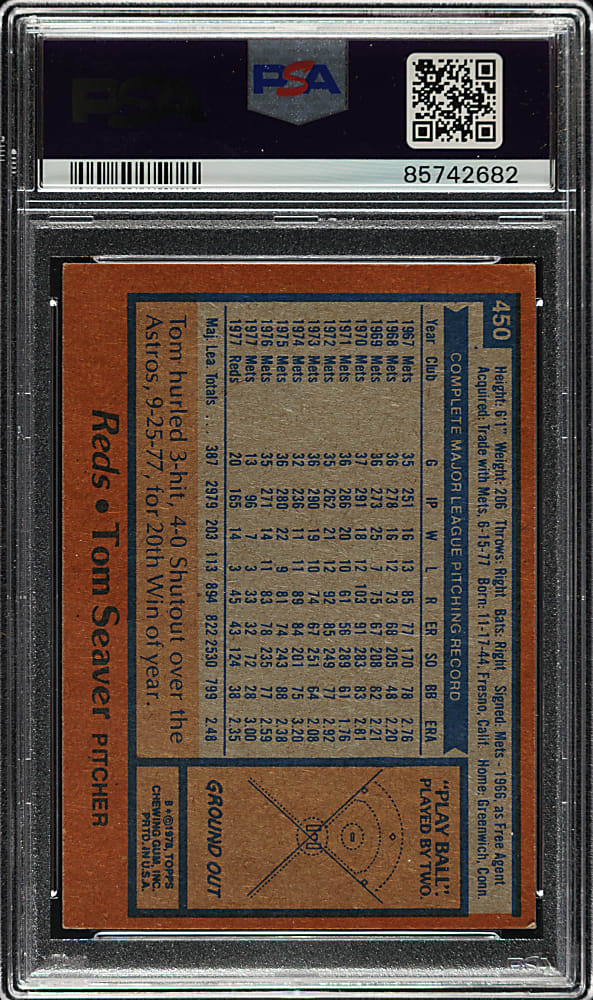 PSA
PSA
85742682
450
Height: 6'1" Weight: 206 Throws: Right Bats: Right Signed: Mets - 1966, as Free Agent
Acquired: Trade with Mets, 6-15-77 Born: 11-17-44, Fresno, Calif. Home: Greenwich, Conn.
COMPLETE MAJOR LEAGUE PITCHING RECORD
Year Club G IP W L R ER SO BB ERA
1967 Mets 35 251 16 13 85 77 170 78 2.76
1968 Mets 36 278 16 12 73 68 205 48 2.20
1969 Mets 36 273 25 7 75 67 208 82 2.21
1970 Mets 37 291 18 12 103 91 283 83 2.81
1971 Mets 36 286 20 10 61 56 289 61 1.76
1972 Mets 35 262 21 12 92 85 249 77 2.92
1973 Mets 36 290 19 10 74 67 251 64 2.08
1974 Mets 32 236 11 11 89 84 201 75 3.20
1975 Mets 36 280 22 9 81 74 243 88 2.38
1976 Mets 35 271 14 11 83 78 235 77 2.59
1977 Mets 13 96 7 3 33 32 72 28 3.00
1977 Reds 20 165 14 3 45 43 124 38 2.35
Maj. Lea. Totals ... 387 2979 203 113 894 822 2530 799 2.48
Tom hurled 3-hit, 4-0 Shutout over the
Astros, 9-25-77, for 20th Win of year.
"PLAY BALL"
PLAYED BY TWO.
GROUND OUT
B * © 1978, TOPPS
CHEWING GUM, INC.
PRTD. IN U.S.A.
Reds • Tom Seaver PITCHER
PSA